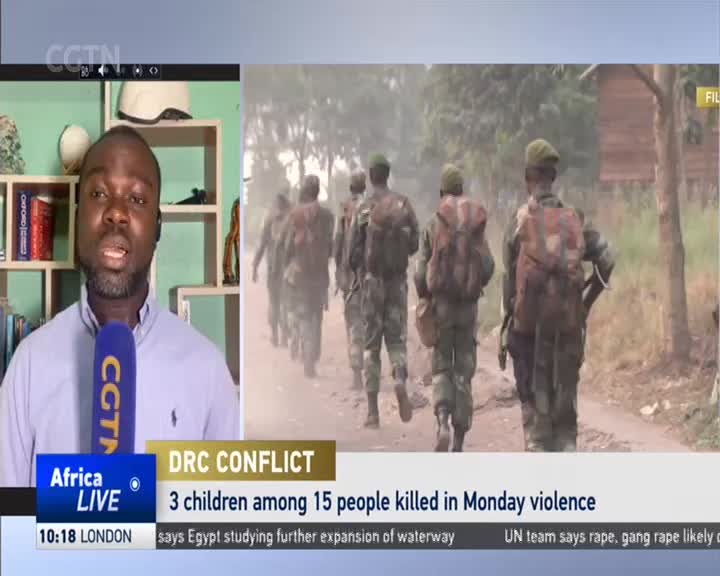 CGTN
FIL
OXFORD
CGTN
DRC CONFLICT
Africa
LIVE
3 children among 15 people killed in Monday violence
10:18 LONDON
says Egypt studying further expansion of waterway UN team says rape, gang rape likely